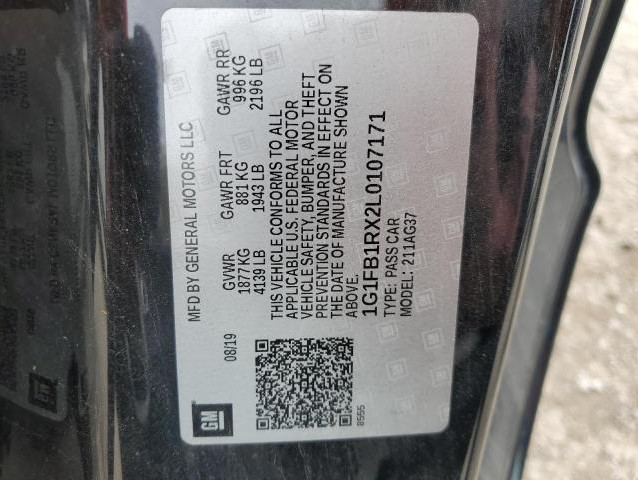 MFD BY GENERAL MOTORS LLC
08/19
GVWR GAWR FRT GAWR RR
1877 KG 881 KG 996 KG
4139 LB 1943 LB 2196 LB
THIS VEHICLE CONFORMS TO ALL
APPLICABLE U.S. FEDERAL MOTOR
VEHICLE SAFETY, BUMPER, AND THEFT
PREVENTION STANDARDS IN EFFECT ON
THE DATE OF MANUFACTURE SHOWN
ABOVE.
1G1FB1RX2L0107171
TYPE: PASS CAR
MODEL: 211AG37
GM
8555
GM